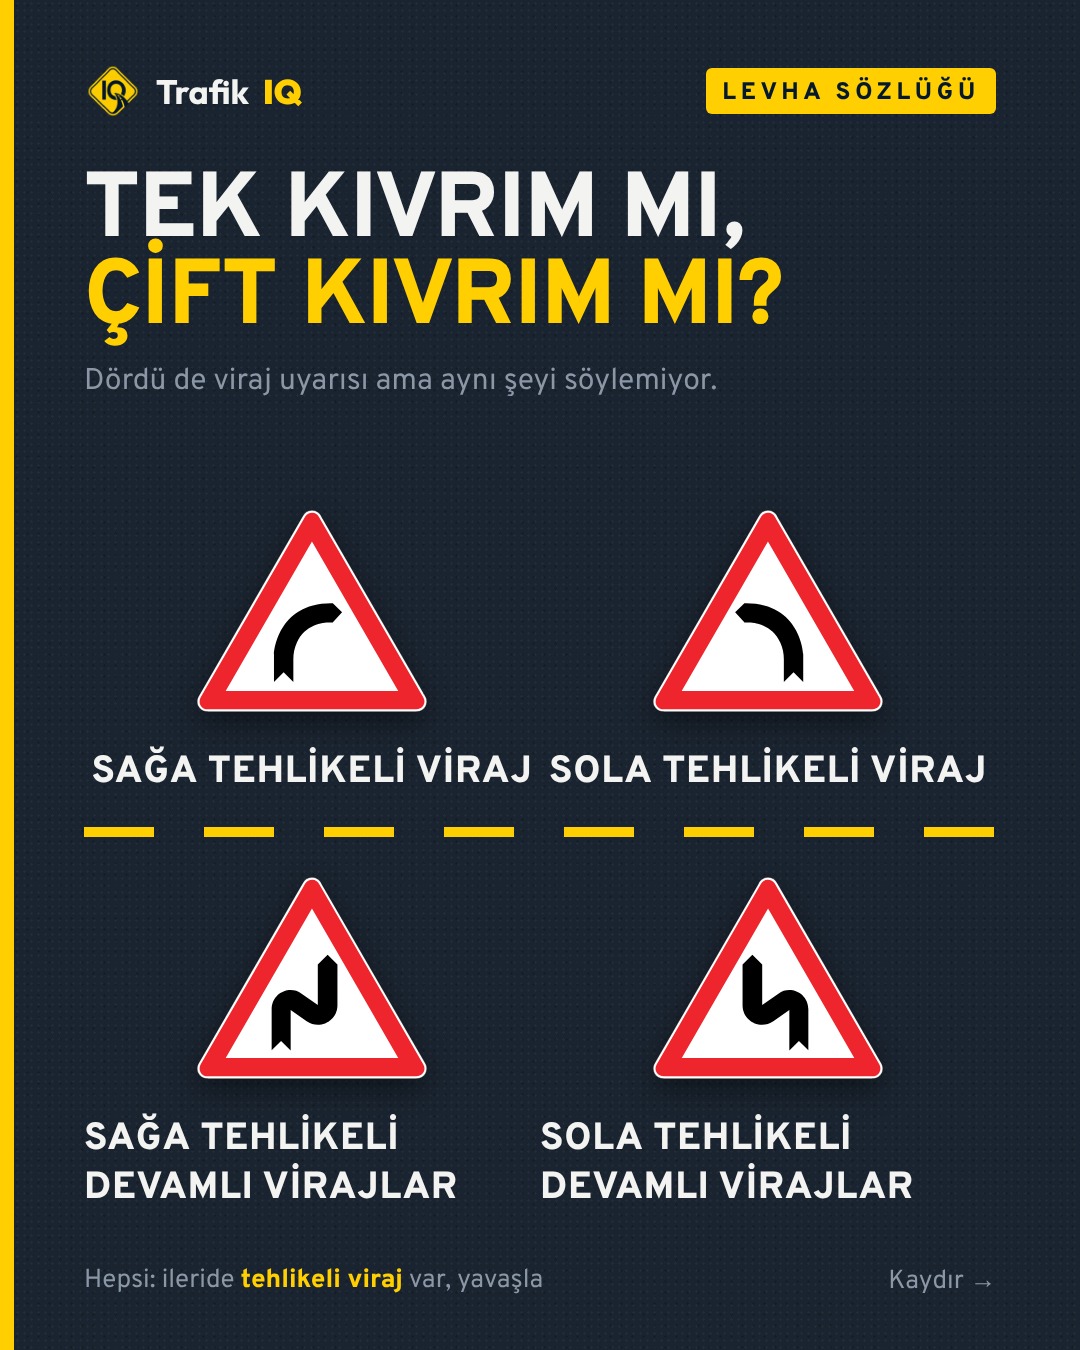 IQ
Trafik IQ
LEVHA SÖZLÜĞÜ
TEK KIVRIM MI,
ÇİFT KIVRIM MI?
Dördü de viraj uyarısı ama aynı şeyi söylemiyor.
SAĞA TEHLİKELİ VİRAJ
SOLA TEHLİKELİ VİRAJ
SAĞA TEHLİKELİ
DEVAMLI VİRAJLAR
SOLA TEHLİKELİ
DEVAMLI VİRAJLAR
Hepsi: ileride tehlikeli viraj var, yavaşla
Kaydır →